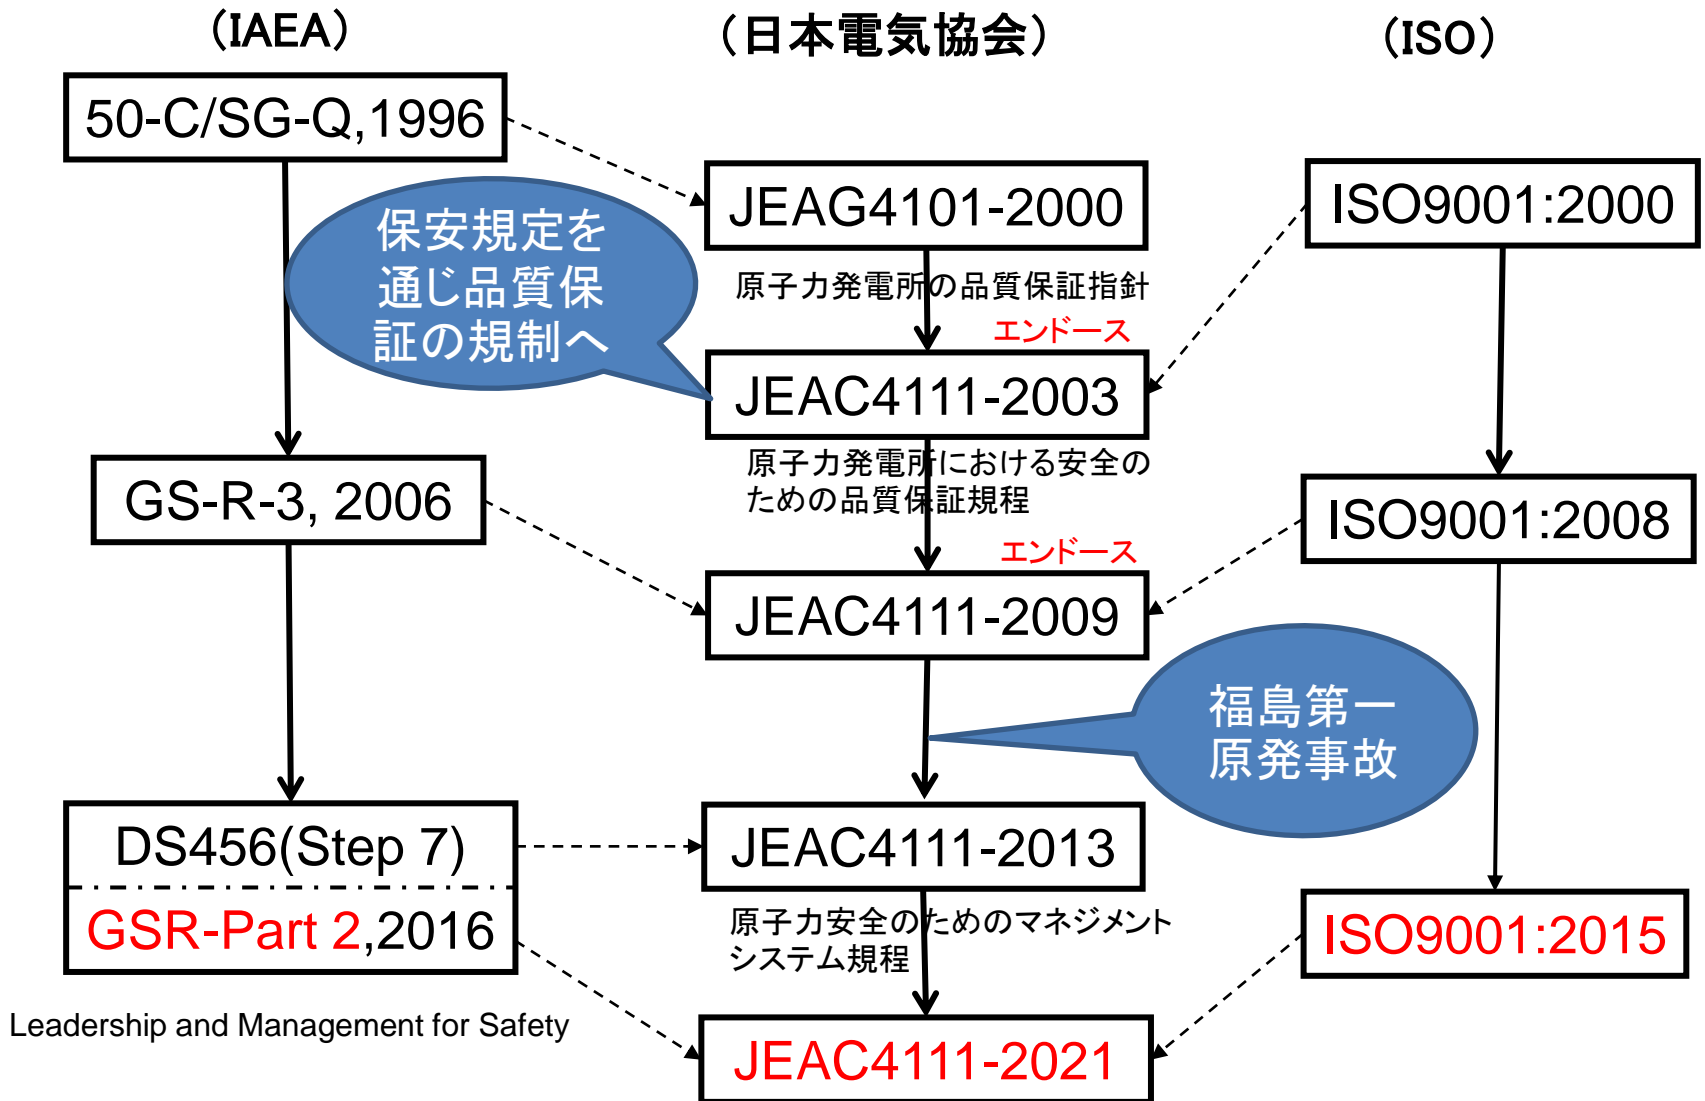 （IAEA）
（日本電気協会）
（ISO）
50-C/SG-Q,1996
JEAG4101-2000
ISO9001:2000
保安規定を
通じ品質保
証の規制へ
原子力発電所の品質保証指針
エンドース
JEAC4111-2003
原子力発電所における安全の
ための品質保証規程
GS-R-3, 2006
ISO9001:2008
エンドース
JEAC4111-2009
福島第一
原発事故
DS456(Step 7)
JEAC4111-2013
GSR-Part 2,2016
原子力安全のためのマネジメント
システム規程
ISO9001:2015
Leadership and Management for Safety
JEAC4111-2021